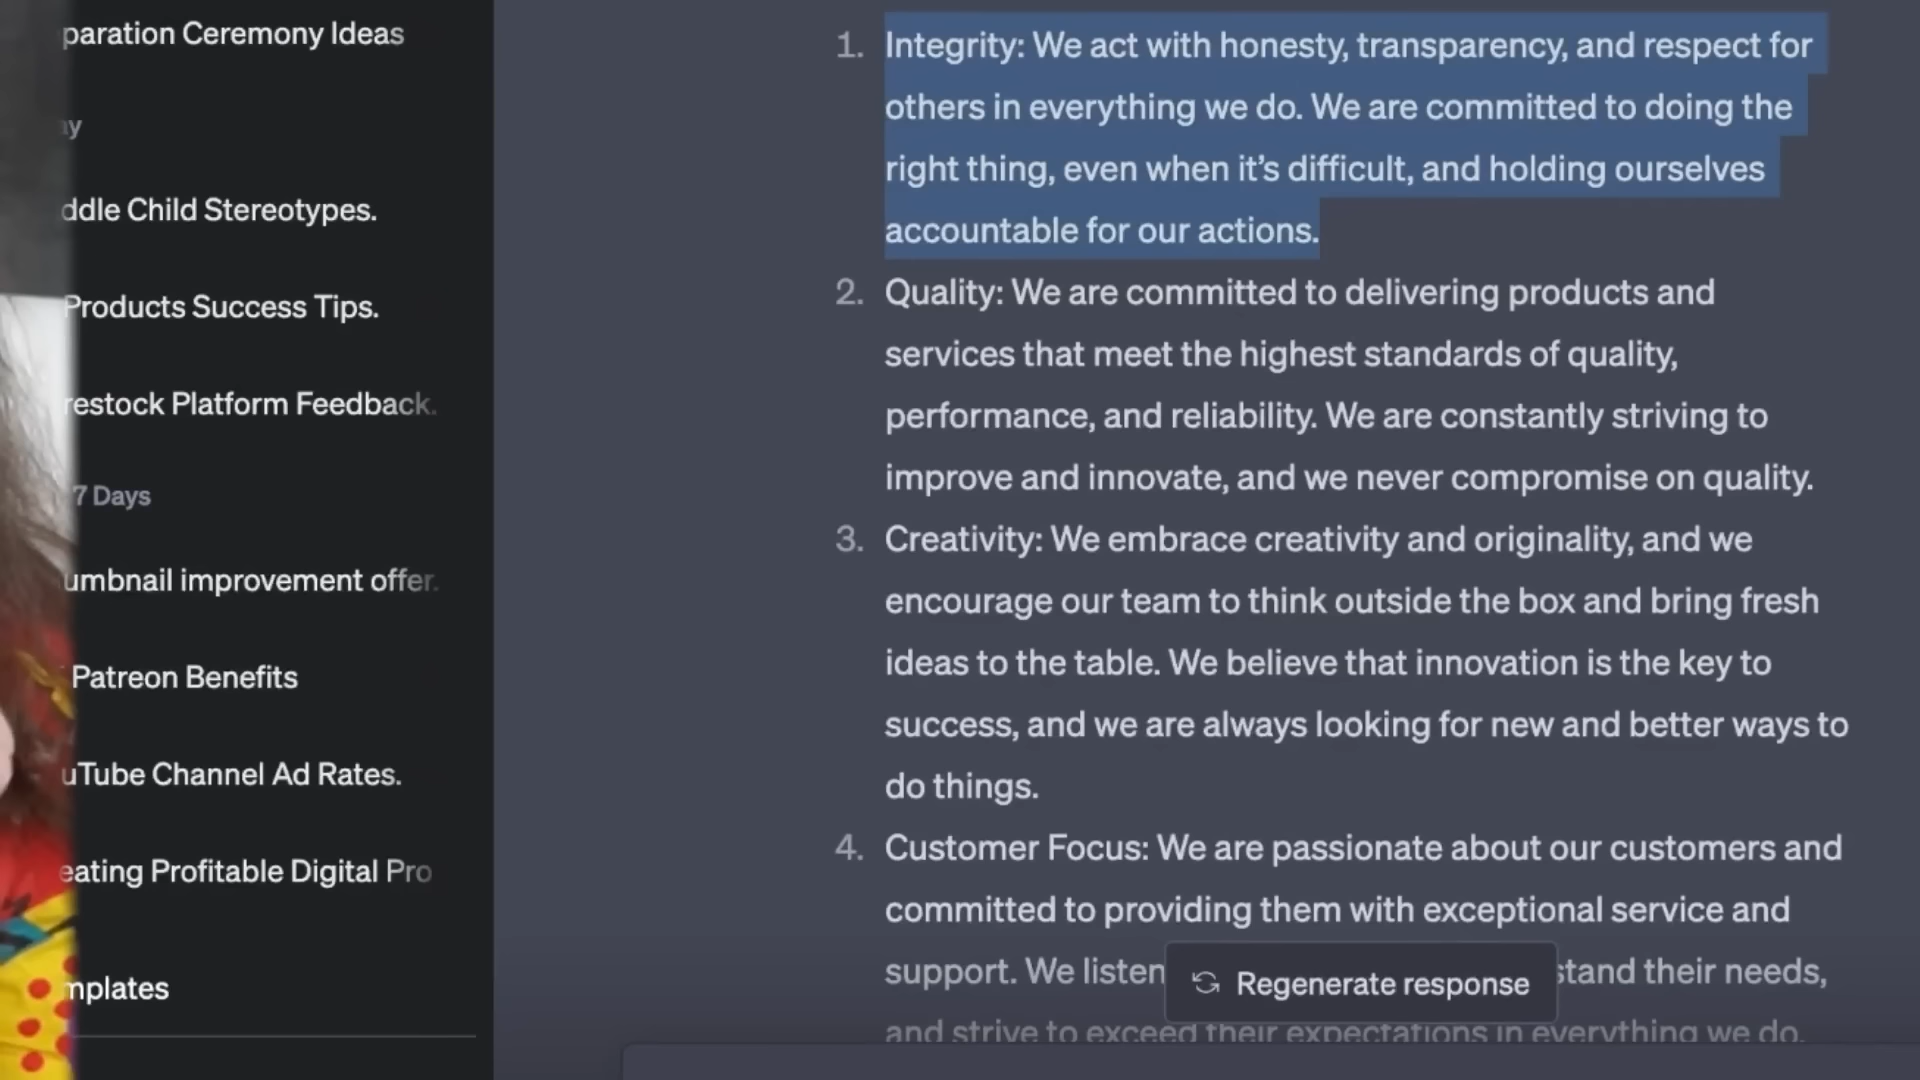 paration Ceremony Ideas
ay
ddle Child Stereotypes.
Products Success Tips.
restock Platform Feedback.
7 Days
umbnail improvement offer.
Patreon Benefits
uTube Channel Ad Rates.
eating Profitable Digital Pro
mplates
1. Integrity: We act with honesty, transparency, and respect for
others in everything we do. We are committed to doing the
right thing, even when it’s difficult, and holding ourselves
accountable for our actions.
2. Quality: We are committed to delivering products and
services that meet the highest standards of quality,
performance, and reliability. We are constantly striving to
improve and innovate, and we never compromise on quality.
3. Creativity: We embrace creativity and originality, and we
encourage our team to think outside the box and bring fresh
ideas to the table. We believe that innovation is the key to
success, and we are always looking for new and better ways to
do things.
4. Customer Focus: We are passionate about our customers and
committed to providing them with exceptional service and
support. We listen stand their needs,
and strive to exceed their expectations in everything we do.
Regenerate response